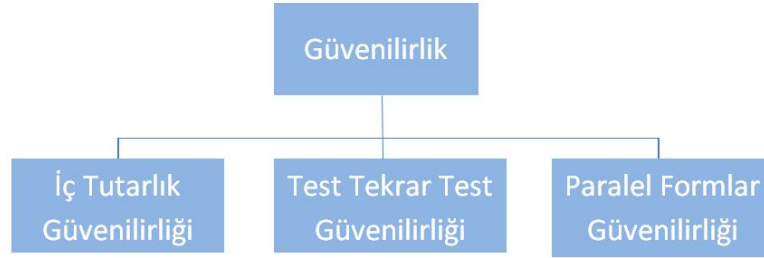 Güvenilirlik
İç Tutarlık
Güvenilirliği
Test Tekrar Test
Güvenilirliği
Paralel Formlar
Güvenilirliği